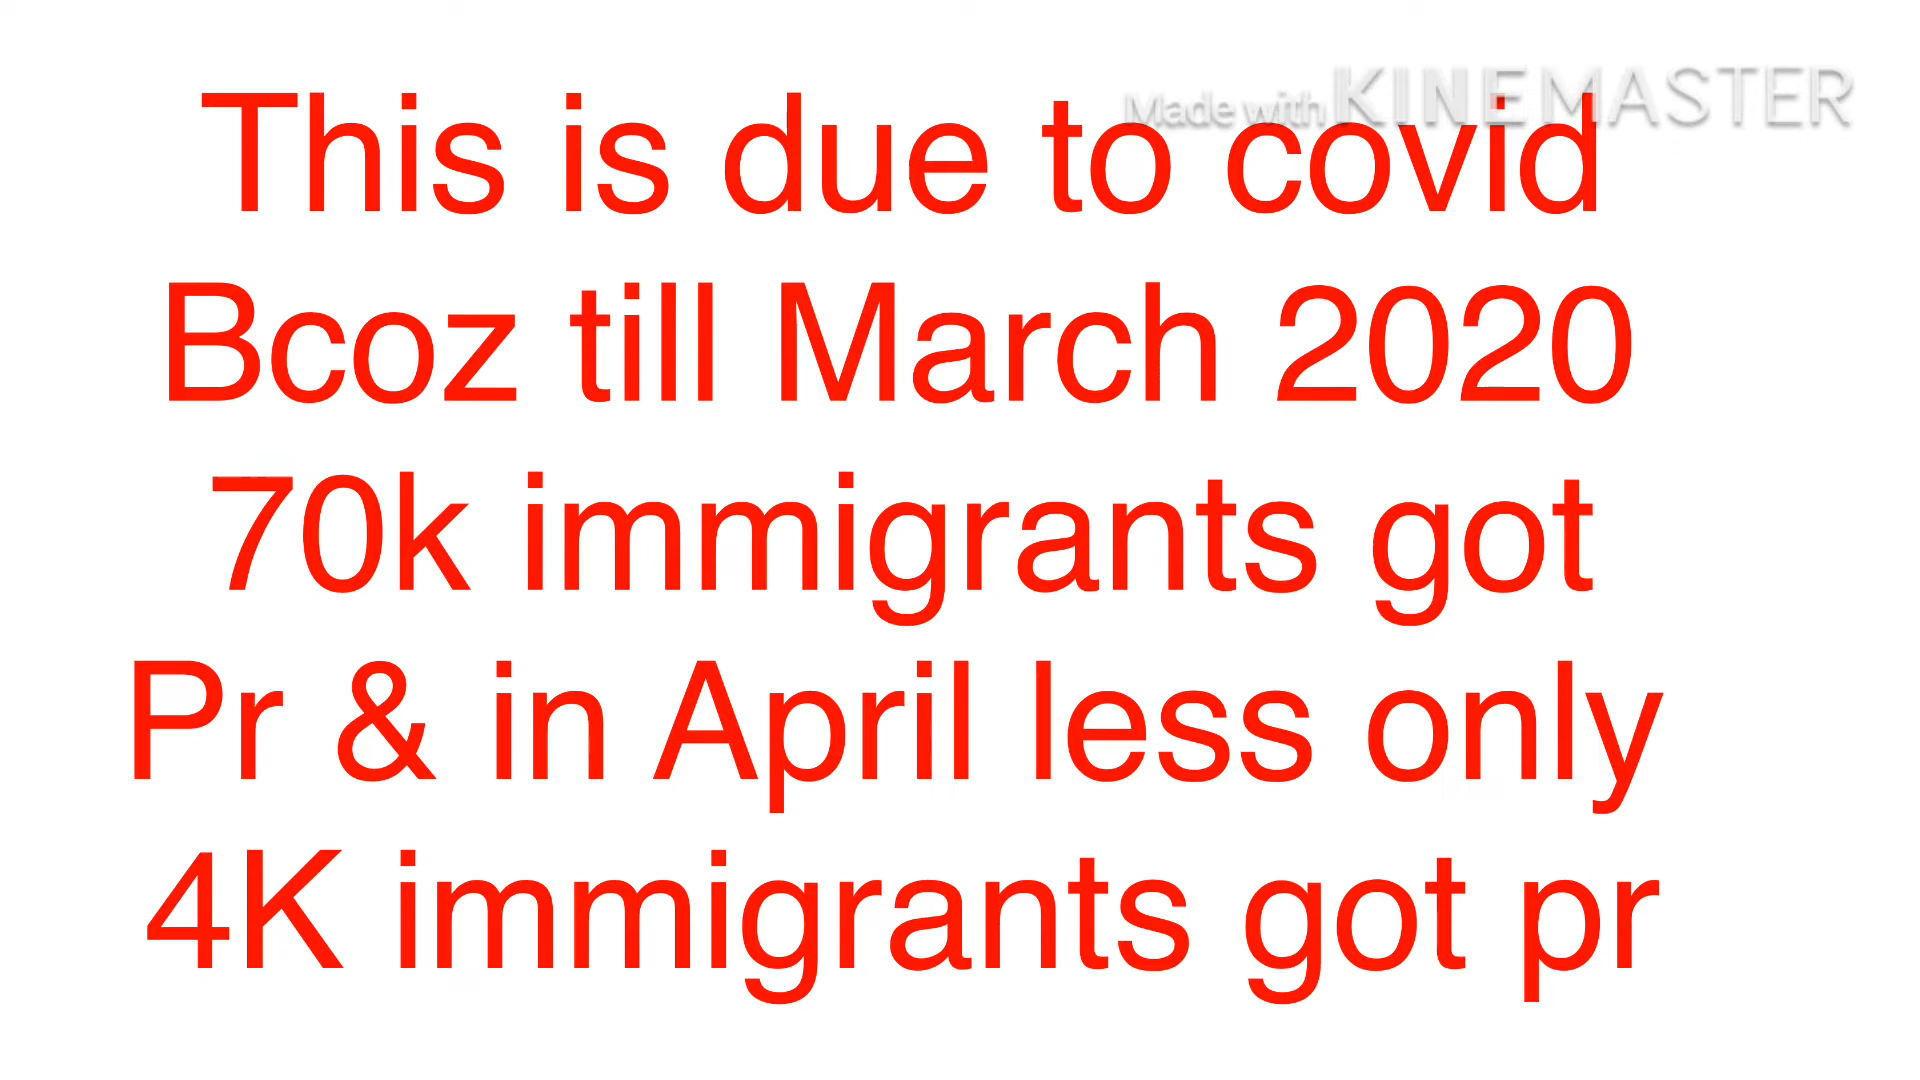 Made with KINEMASTER
This is due to covid
Bcoz till March 2020
70k immigrants got
Pr & in April less only
4K immigrants got pr